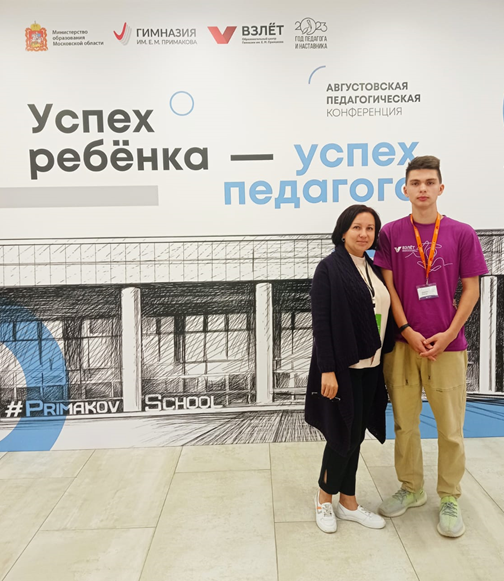 Министерство
образования
Московской области
ГИМНАЗИЯ
ИМ. Е. М. ПРИМАКОВА
ВЗЛЁТ
2023
ГОД ПЕДАГОГА
И НАСТАВНИКА
АВГУСТОВСКАЯ
ПЕДАГОГИЧЕСКАЯ
КОНФЕРЕНЦИЯ
Успех
ребёнка — успех
педагога
ВЗЛЁТ
#PRIMAKOV SCHOOL